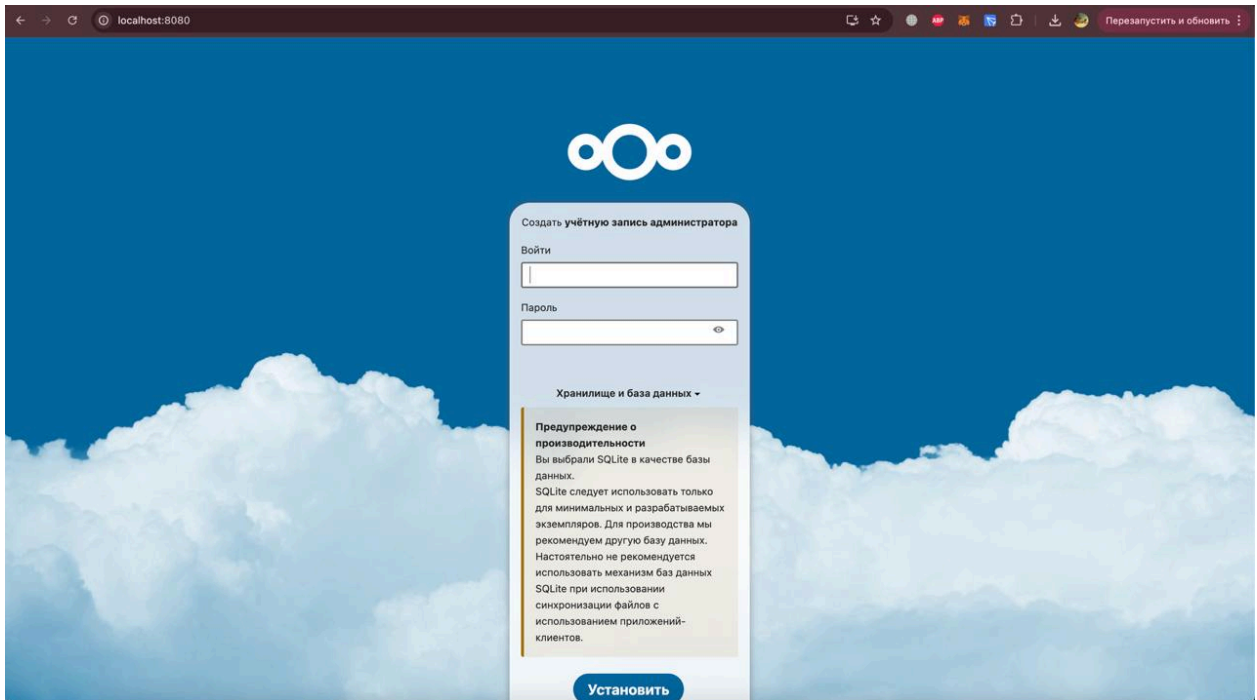 localhost:8080
ABP
Перезапустить и обновить
Создать учётную запись администратора
Войти
Пароль
Хранилище и база данных
Предупреждение о
производительности
Вы выбрали SQLite в качестве базы
данных.
SQLite следует использовать только
для минимальных и разрабатываемых
экземпляров. Для производства мы
рекомендуем другую базу данных.
Настоятельно не рекомендуется
использовать механизм баз данных
SQLite при использовании
синхронизации файлов с
использованием приложений-
клиентов.
Установить